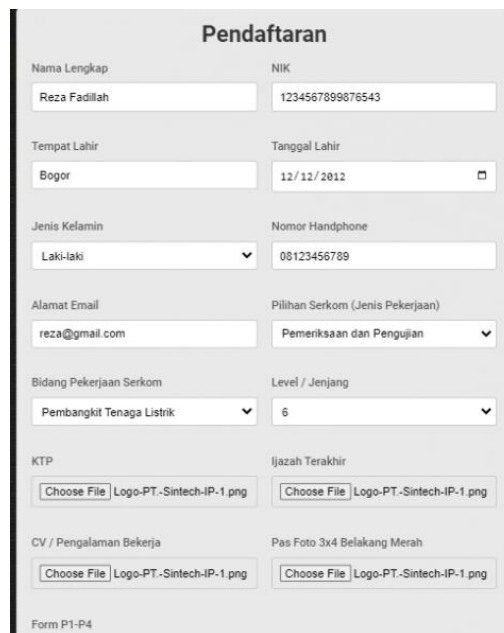 Pendaftaran
Nama Lengkap NIK
Reza Fadillah 1234567899876543
Tempat Lahir Tanggal Lahir
Bogor 12/12/2012
Jenis Kelamin Nomor Handphone
Laki-laki 08123456789
Alamat Email Pilihan Serkom (Jenis Pekerjaan)
reza@gmail.com Pemeriksaan dan Pengujian
Bidang Pekerjaan Serkom Level / Jenjang
Pembangkit Tenaga Listrik 6
KTP Ijazah Terakhir
Choose File Logo-PT.-Sintech-IP-1.png Choose File Logo-PT.-Sintech-IP-1.png
CV / Pengalaman Bekerja Pas Foto 3x4 Belakang Merah
Choose File Logo-PT.-Sintech-IP-1.png Choose File Logo-PT.-Sintech-IP-1.png
Form P1-P4